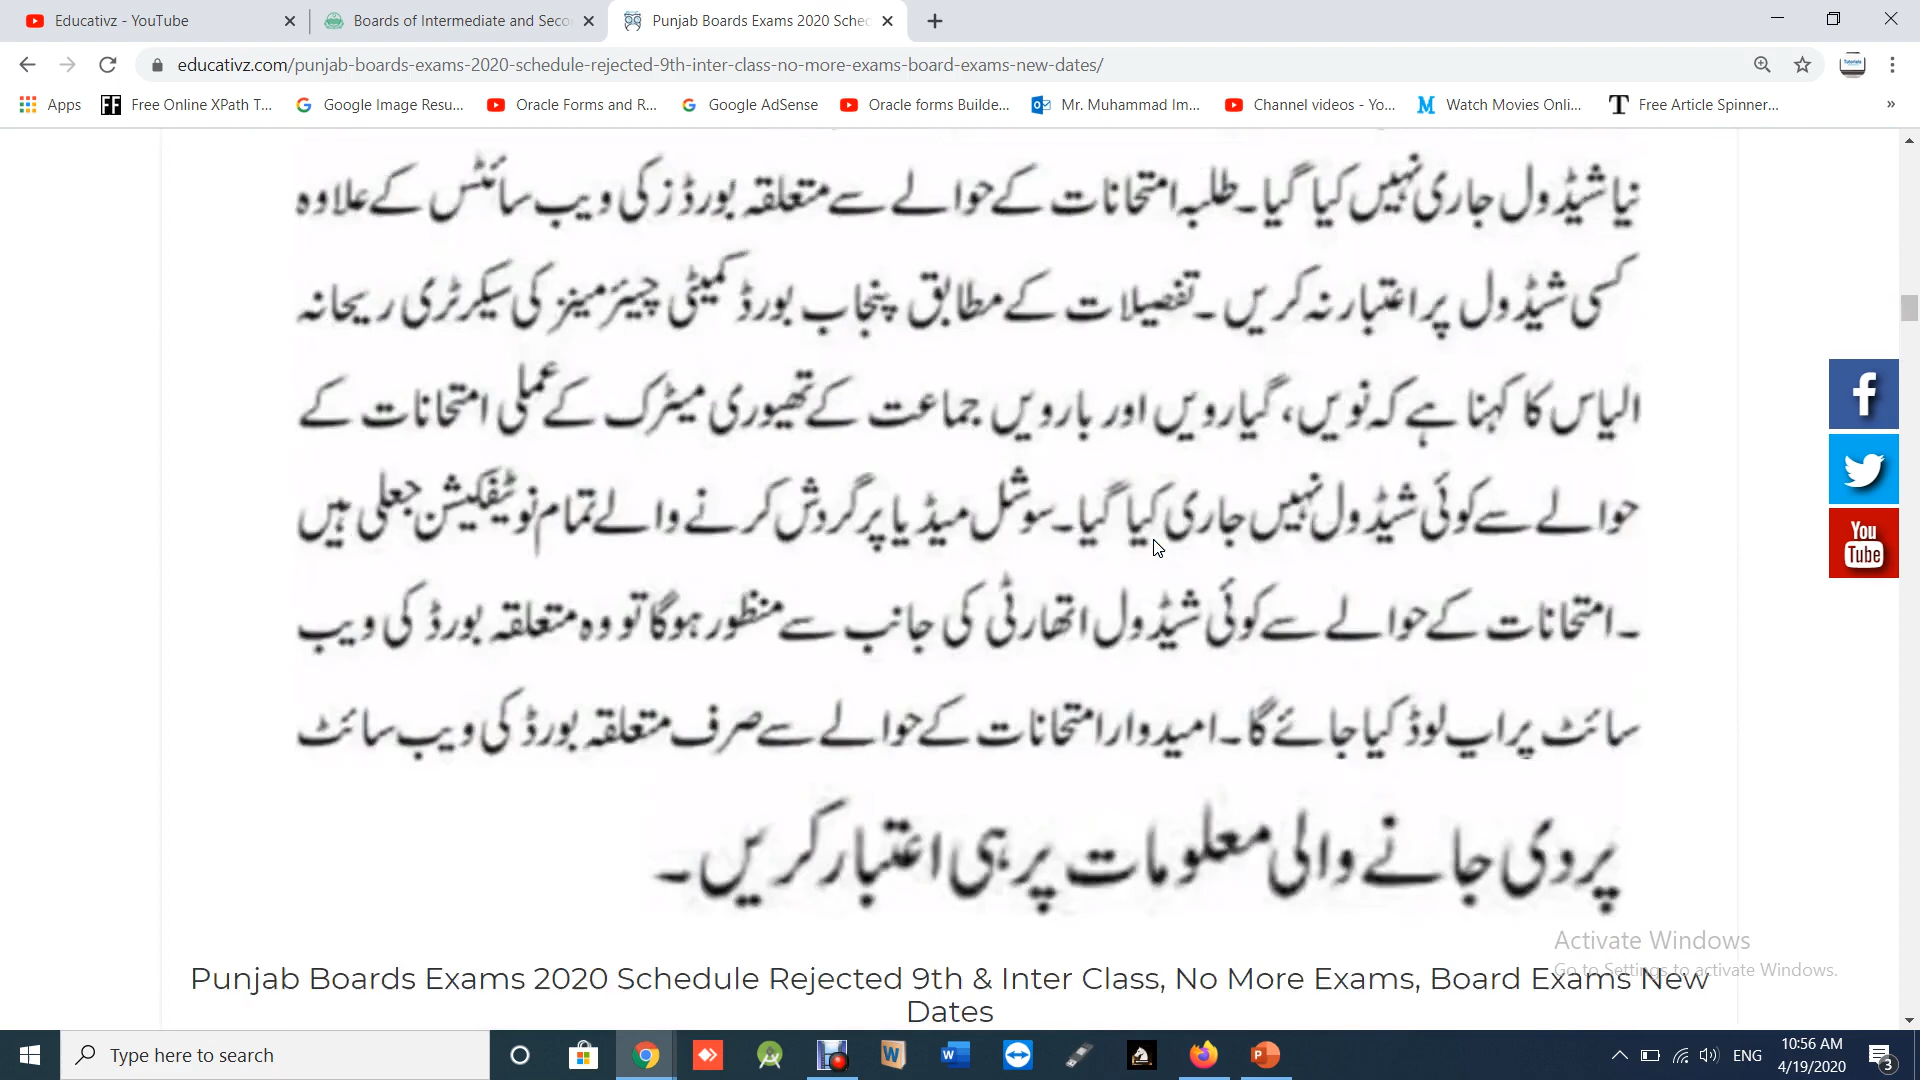 Educativz - YouTube
Boards of Intermediate and Seco
Punjab Boards Exams 2020 Sched
educativz.com/punjab-boards-exams-2020-schedule-rejected-9th-inter-class-no-more-exams-board-exams-new-dates/
Apps
Free Online XPath T...
Google Image Resu...
Oracle Forms and R...
Google AdSense
Oracle forms Builde...
Mr. Muhammad Im...
Channel videos - Yo...
Watch Movies Onli...
Free Article Spinner...
نیا شیڈول جاری نہیں کیا گیا۔ طلبہ امتحانات کے حوالے سے متعلقہ بورڈز کی ویب سائٹس کے علاوہ
کسی شیڈول پر اعتبار نہ کریں۔ تفصیلات کے مطابق پنجاب بورڈ کمیٹی چیئرمینز کی سیکرٹری ریحانہ
الیاس کا کہنا ہے کہ نویں، گیارویں اور بارویں جماعت کے تھیوری میٹرک کے عملی امتحانات کے
حوالے سے کوئی شیڈول نہیں جاری کیا گیا۔ سوشل میڈیا پر گردش کرنے والے تمام نوٹیفکیشن جعلی ہیں
۔ امتحانات کے حوالے سے کوئی شیڈول اتھارٹی کی جانب سے منظور ہوگا تو وہ متعلقہ بورڈ کی ویب
سائٹ پر اپ لوڈ کیا جائے گا۔ امیدوار امتحانات کے حوالے سے صرف متعلقہ بورڈ کی ویب سائٹ
پر دی جانے والی معلومات پر ہی اعتبار کریں۔
You
Tube
Activate Windows
Go to Settings to activate Windows.
Punjab Boards Exams 2020 Schedule Rejected 9th & Inter Class, No More Exams, Board Exams New
Dates
Type here to search
ENG
10:56 AM
4/19/2020
3